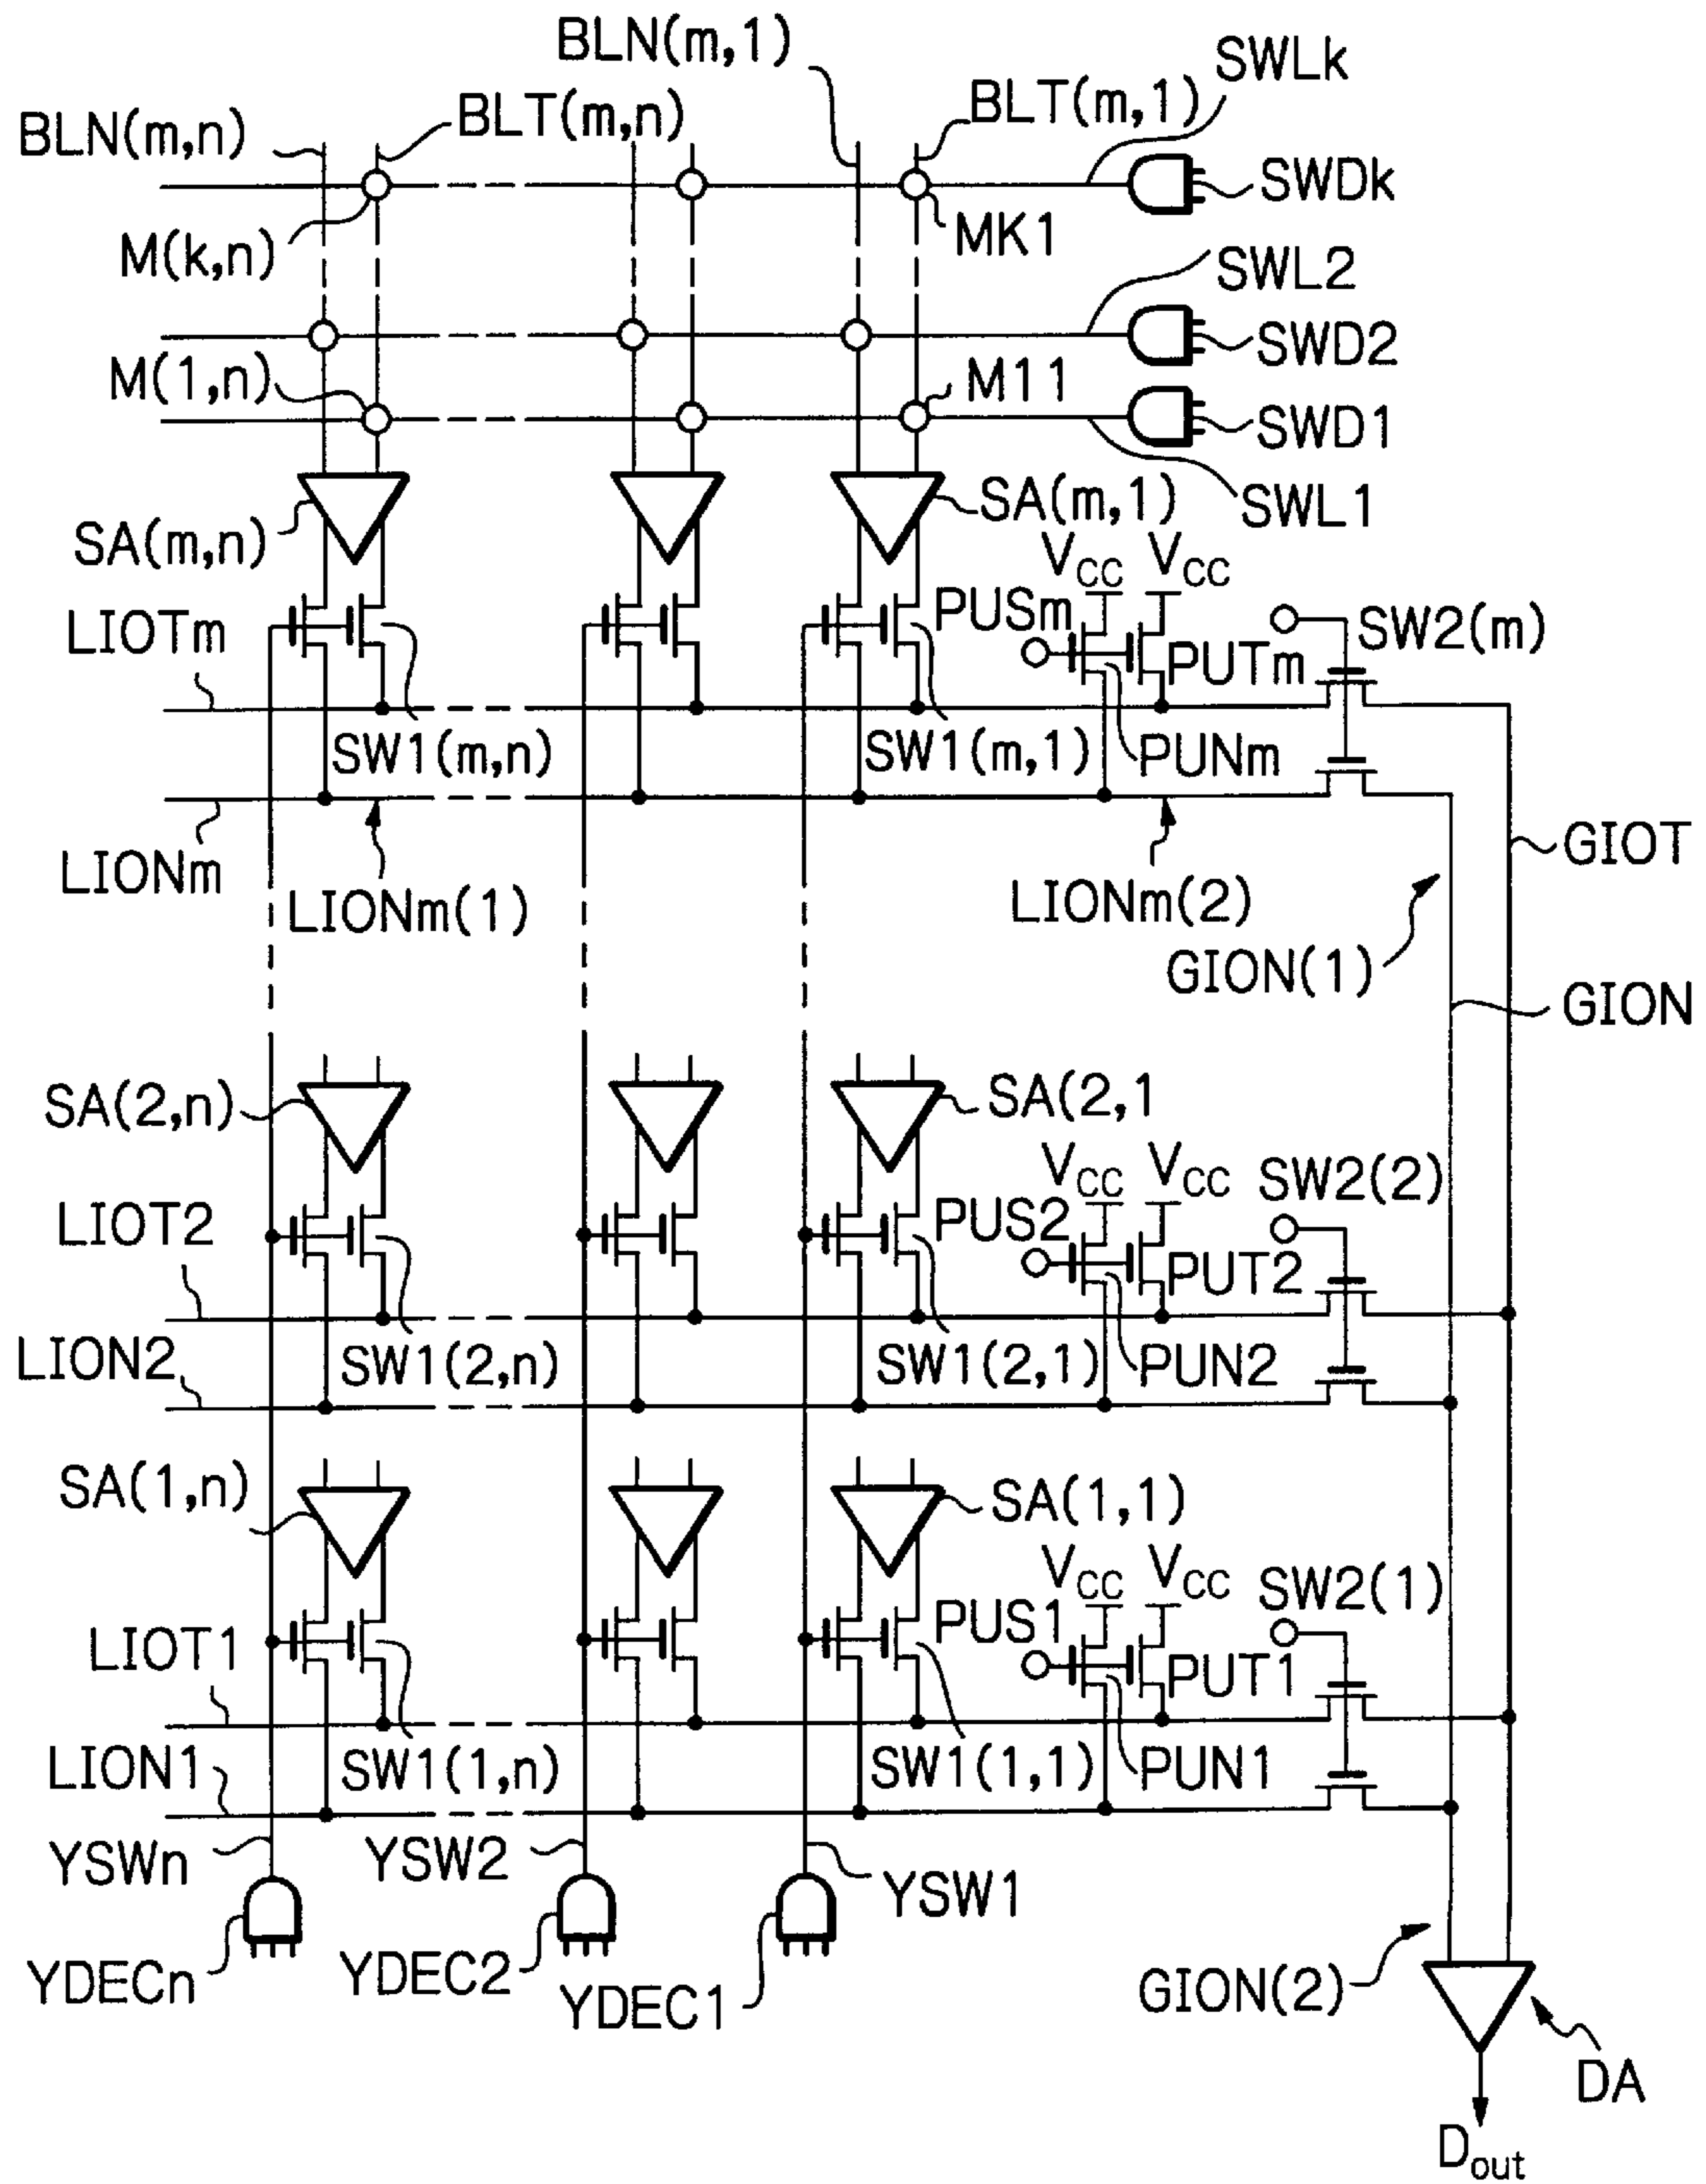 BLN(m,1)
SWLk
BLN(m,n)
BLT(m,n)
BLT(m,1)
SWDk
M(k,n)
MK1
SWL2
SWD2
M(1,n)
M11
SWD1
SA(m,n)
SA(m,1)
SWL1
VCC VCC
LIOTm
PUSm
PUTm
SW2(m)
SW1(m,n)
SW1(m,1)
PUNm
LIONm
LIONm(1)
LIONm(2)
GIOT
GION(1)
GION
SA(2,n)
SA(2,1
VCC VCC
SW2(2)
LIOT2
PUS2
PUT2
LION2
SW1(2,n)
SW1(2,1)
PUN2
SA(1,n)
SA(1,1)
VCC VCC
SW2(1)
LIOT1
PUS1
PUT1
LION1
SW1(1,n)
SW1(1,1)
PUN1
YSWn
YSW2
YSW1
YDECn
YDEC2
YDEC1
GION(2)
DA
Dout